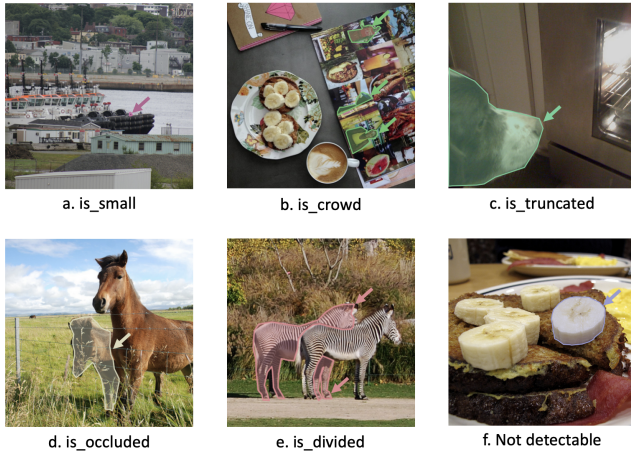 a. is_small
b. is_crowd
c. is_truncated
d. is_occluded
e. is_divided
f. Not detectable